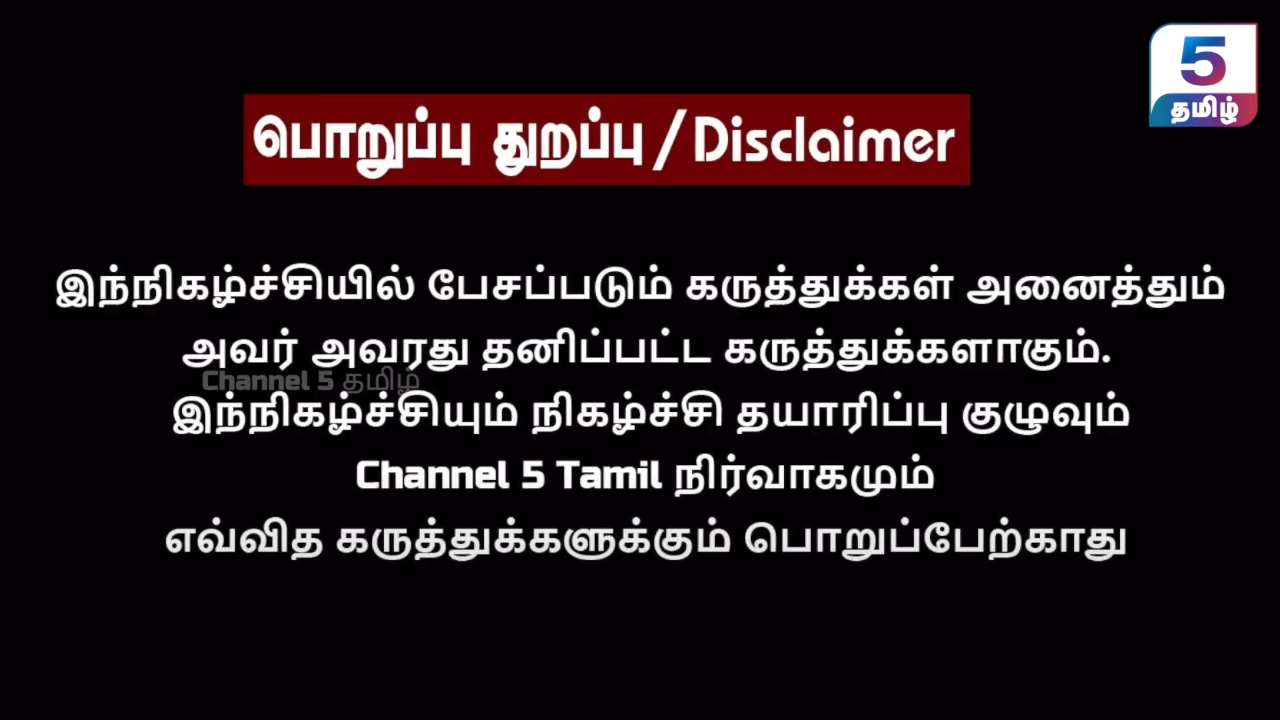 5
தமிழ்
பொறுப்பு துறப்பு/Disclaimer
இந்நிகழ்ச்சியில் பேசப்படும் கருத்துக்கள் அனைத்தும்
அவர் அவரது தனிப்பட்ட கருத்துக்களாகும்.
Channel 5 தமிழ்
இந்நிகழ்ச்சியும் நிகழ்ச்சி தயாரிப்பு குழுவும்
Channel 5 Tamil நிர்வாகமும்
எவ்வித கருத்துக்களுக்கும் பொறுப்பேற்காது